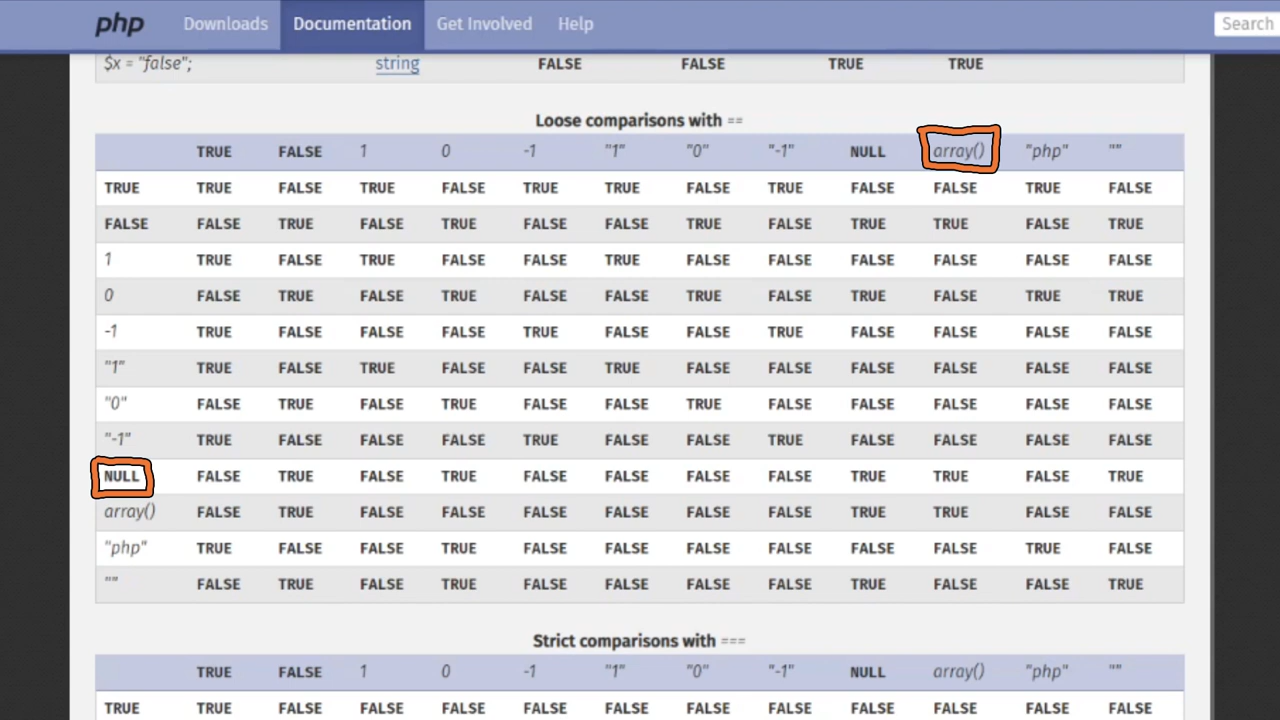 php Downloads Documentation Get Involved Help Search
$x = "false"; string FALSE FALSE TRUE TRUE
Loose comparisons with ==
TRUE FALSE 1 0 -1 "1" "0" "-1" NULL array() "php" ""
TRUE TRUE FALSE TRUE FALSE TRUE TRUE FALSE TRUE FALSE FALSE TRUE FALSE
FALSE FALSE TRUE FALSE TRUE FALSE FALSE TRUE FALSE TRUE TRUE FALSE TRUE
1 TRUE FALSE TRUE FALSE FALSE TRUE FALSE FALSE FALSE FALSE FALSE FALSE
0 FALSE TRUE FALSE TRUE FALSE FALSE TRUE FALSE TRUE FALSE TRUE TRUE
-1 TRUE FALSE FALSE FALSE TRUE FALSE FALSE TRUE FALSE FALSE FALSE FALSE
"1" TRUE FALSE TRUE FALSE FALSE TRUE FALSE FALSE FALSE FALSE FALSE FALSE
"0" FALSE TRUE FALSE TRUE FALSE FALSE TRUE FALSE FALSE FALSE FALSE FALSE
"-1" TRUE FALSE FALSE FALSE TRUE FALSE FALSE TRUE FALSE FALSE FALSE FALSE
NULL FALSE TRUE FALSE TRUE FALSE FALSE FALSE FALSE TRUE TRUE FALSE TRUE
array() FALSE TRUE FALSE FALSE FALSE FALSE FALSE FALSE TRUE TRUE FALSE FALSE
"php" TRUE FALSE FALSE TRUE FALSE FALSE FALSE FALSE FALSE FALSE TRUE FALSE
"" FALSE TRUE FALSE TRUE FALSE FALSE FALSE FALSE TRUE FALSE FALSE TRUE
Strict comparisons with ===
TRUE FALSE 1 0 -1 "1" "0" "-1" NULL array() "php" ""
TRUE TRUE FALSE FALSE FALSE FALSE FALSE FALSE FALSE FALSE FALSE FALSE FALSE